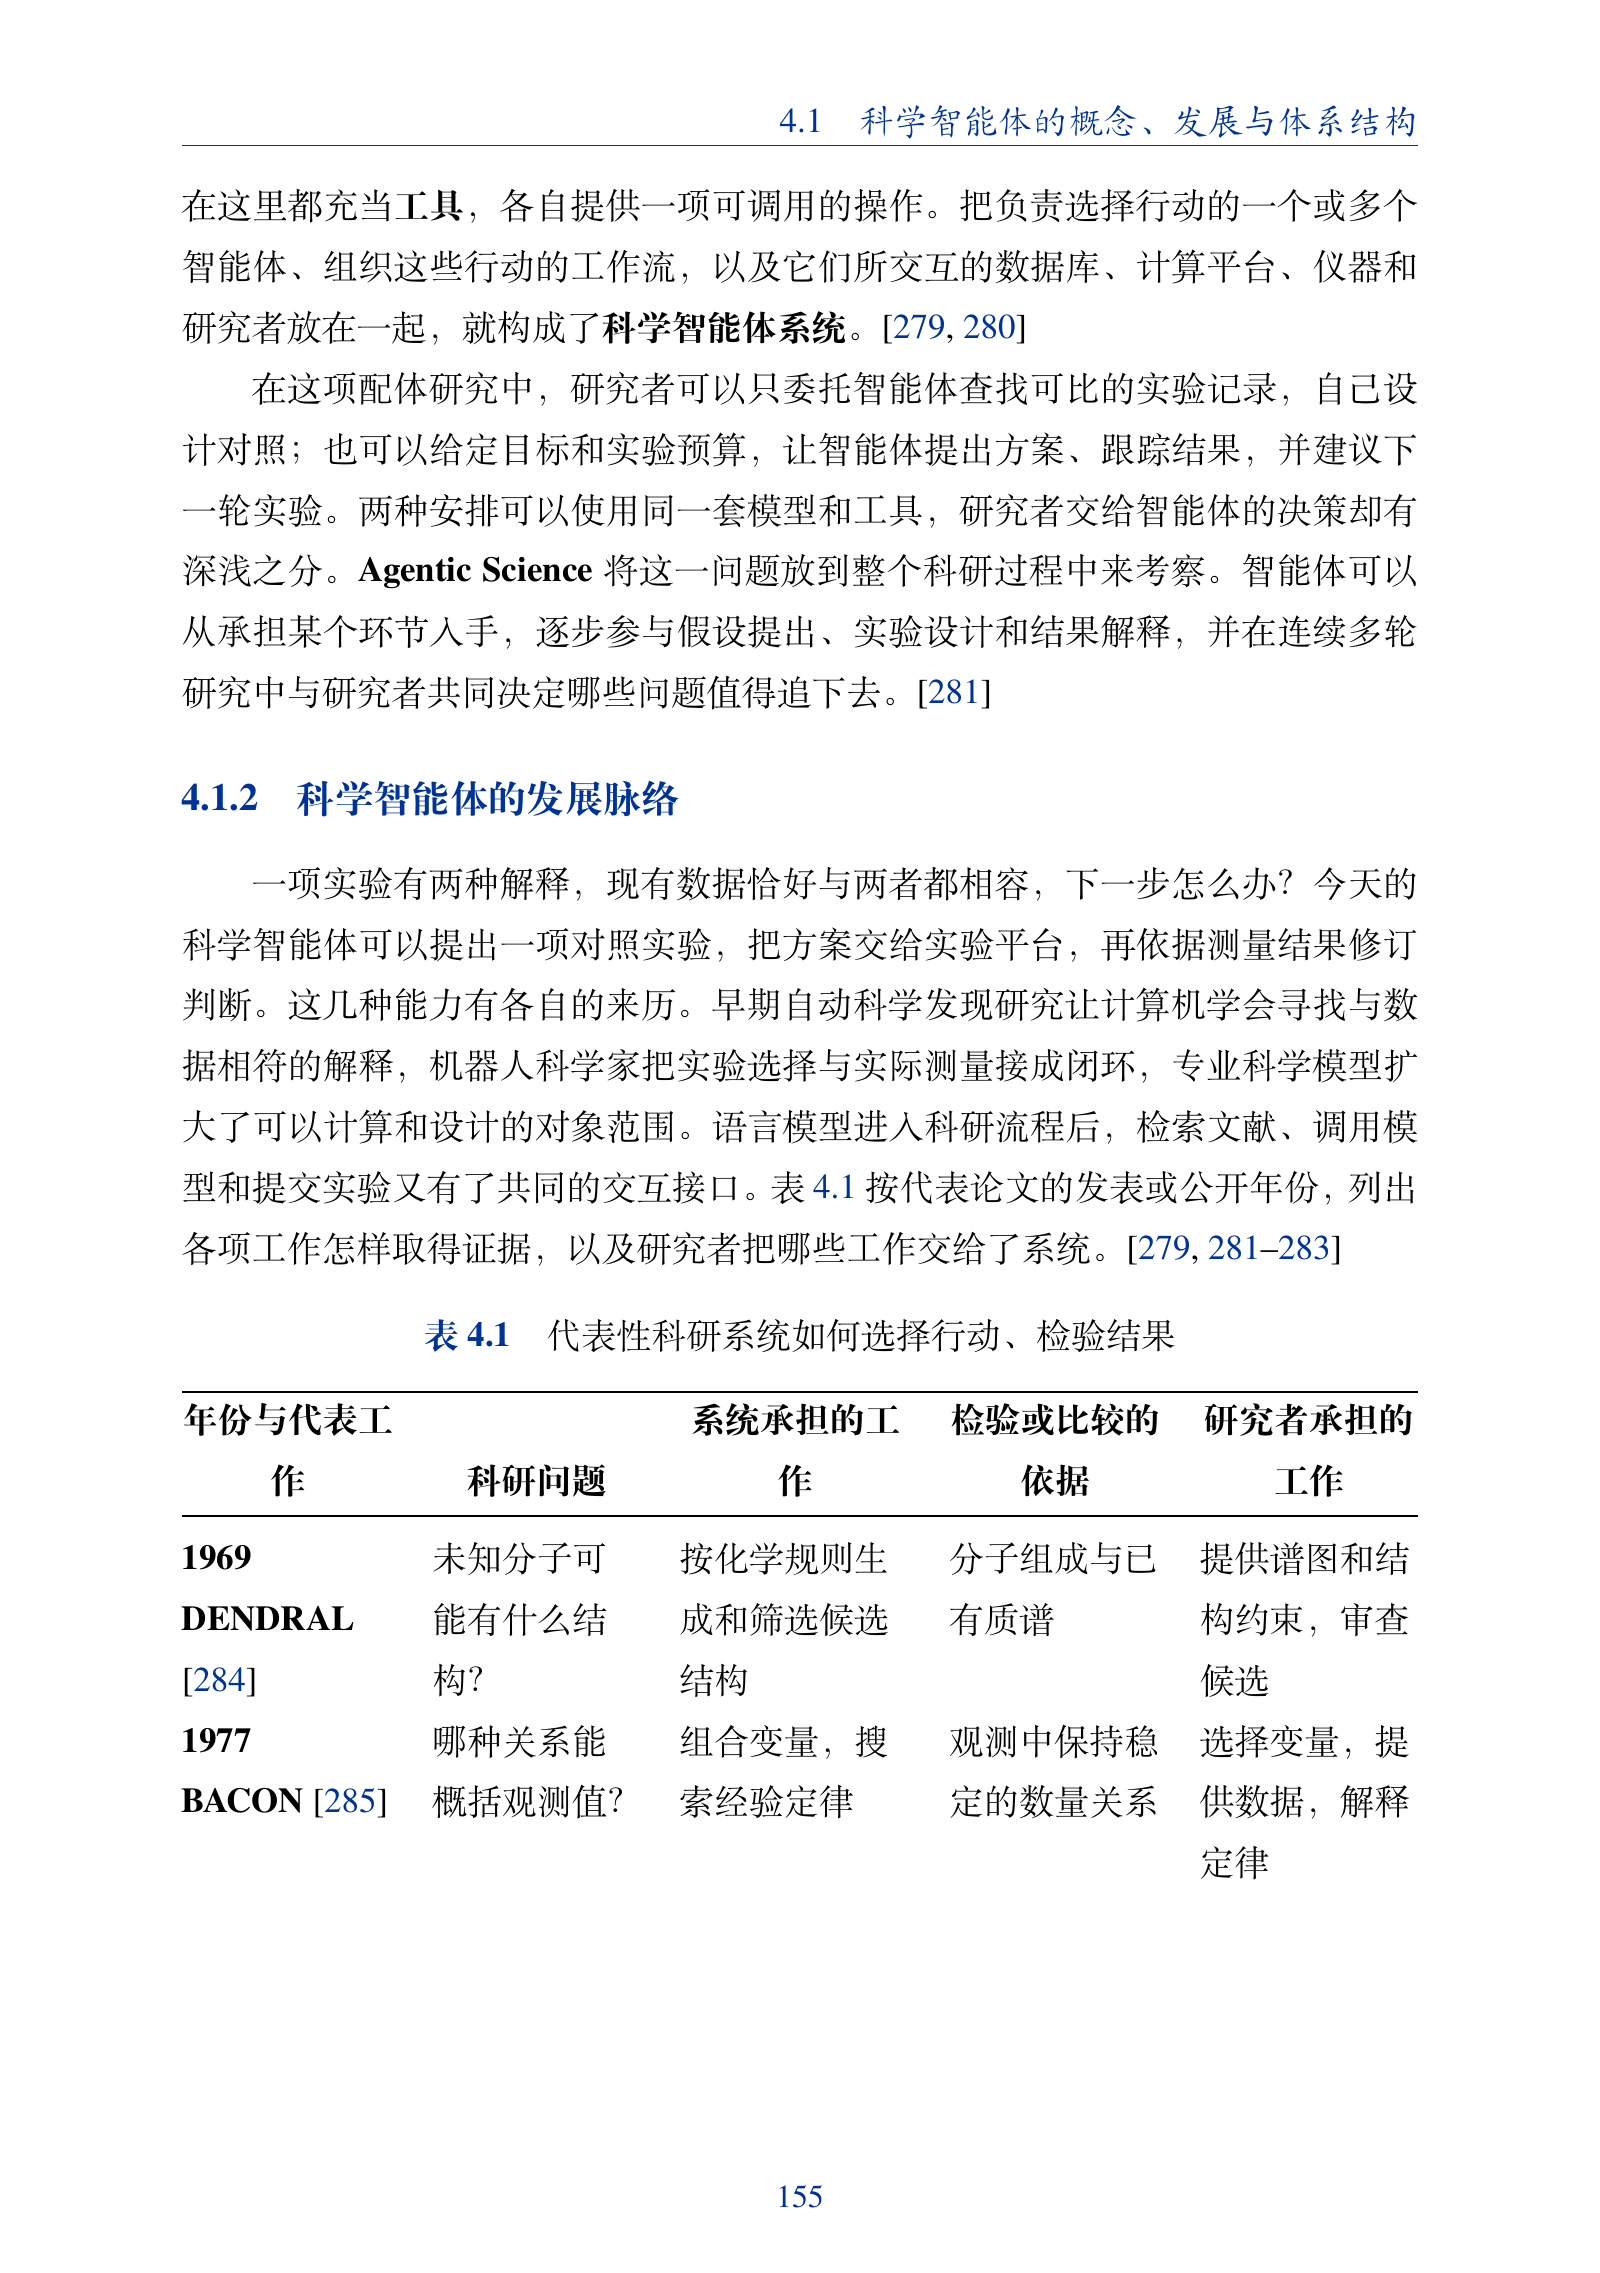 4.1 科学智能体的概念、发展与体系结构
在这里都充当工具，各自提供一项可调用的操作。把负责选择行动的一个或多个
智能体、组织这些行动的工作流，以及它们所交互的数据库、计算平台、仪器和
研究者放在一起，就构成了科学智能体系统。[279, 280]
在这项配体研究中，研究者可以只委托智能体查找可比的实验记录，自己设
计对照；也可以给定目标和实验预算，让智能体提出方案、跟踪结果，并建议下
一轮实验。两种安排可以使用同一套模型和工具，研究者交给智能体的决策却有
深浅之分。Agentic Science 将这一问题放到整个科研过程中来考察。智能体可以
从承担某个环节入手，逐步参与假设提出、实验设计和结果解释，并在连续多轮
研究中与研究者共同决定哪些问题值得追下去。[281]
4.1.2 科学智能体的发展脉络
一项实验有两种解释，现有数据恰好与两者都相容，下一步怎么办？今天的
科学智能体可以提出一项对照实验，把方案交给实验平台，再依据测量结果修订
判断。这几种能力有各自的来历。早期自动科学发现研究让计算机学会寻找与数
据相符的解释，机器人科学家把实验选择与实际测量接成闭环，专业科学模型扩
大了可以计算和设计的对象范围。语言模型进入科研流程后，检索文献、调用模
型和提交实验又有了共同的交互接口。表 4.1 按代表论文的发表或公开年份，列出
各项工作怎样取得证据，以及研究者把哪些工作交给了系统。[279, 281–283]
表 4.1 代表性科研系统如何选择行动、检验结果
年份与代表工 系统承担的工 检验或比较的 研究者承担的
作 科研问题 作 依据 工作
1969 未知分子可 按化学规则生 分子组成与已 提供谱图和结
DENDRAL 能有什么结 成和筛选候选 有质谱 构约束，审查
[284] 构？ 结构 候选
1977 哪种关系能 组合变量，搜 观测中保持稳 选择变量，提
BACON [285] 概括观测值？ 索经验定律 定的数量关系 供数据，解释
定律
155